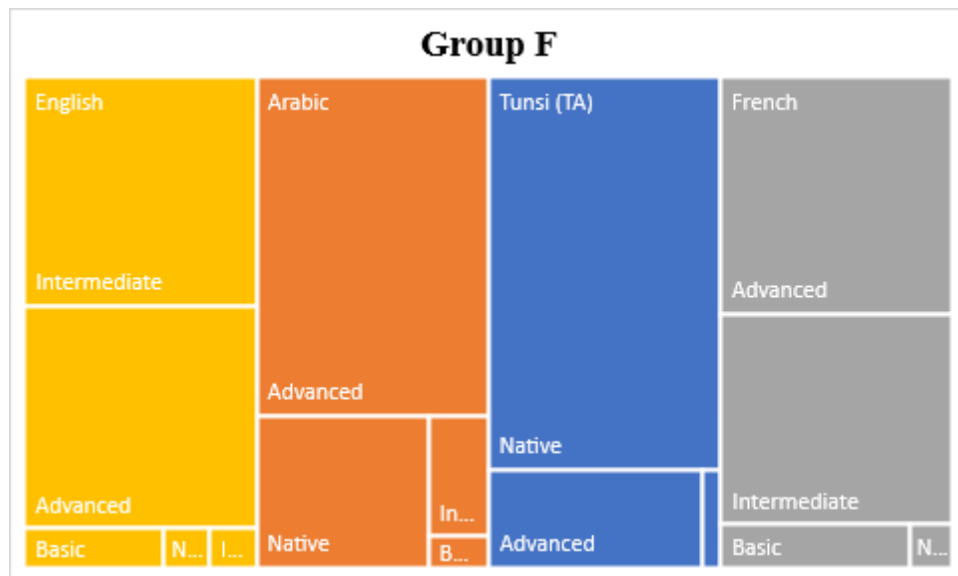 Group F
English
Intermediate
Advanced
Basic
N...
I...
Arabic
Advanced
Native
In...
B...
Tunsi (TA)
Native
Advanced
French
Advanced
Intermediate
Basic
N...